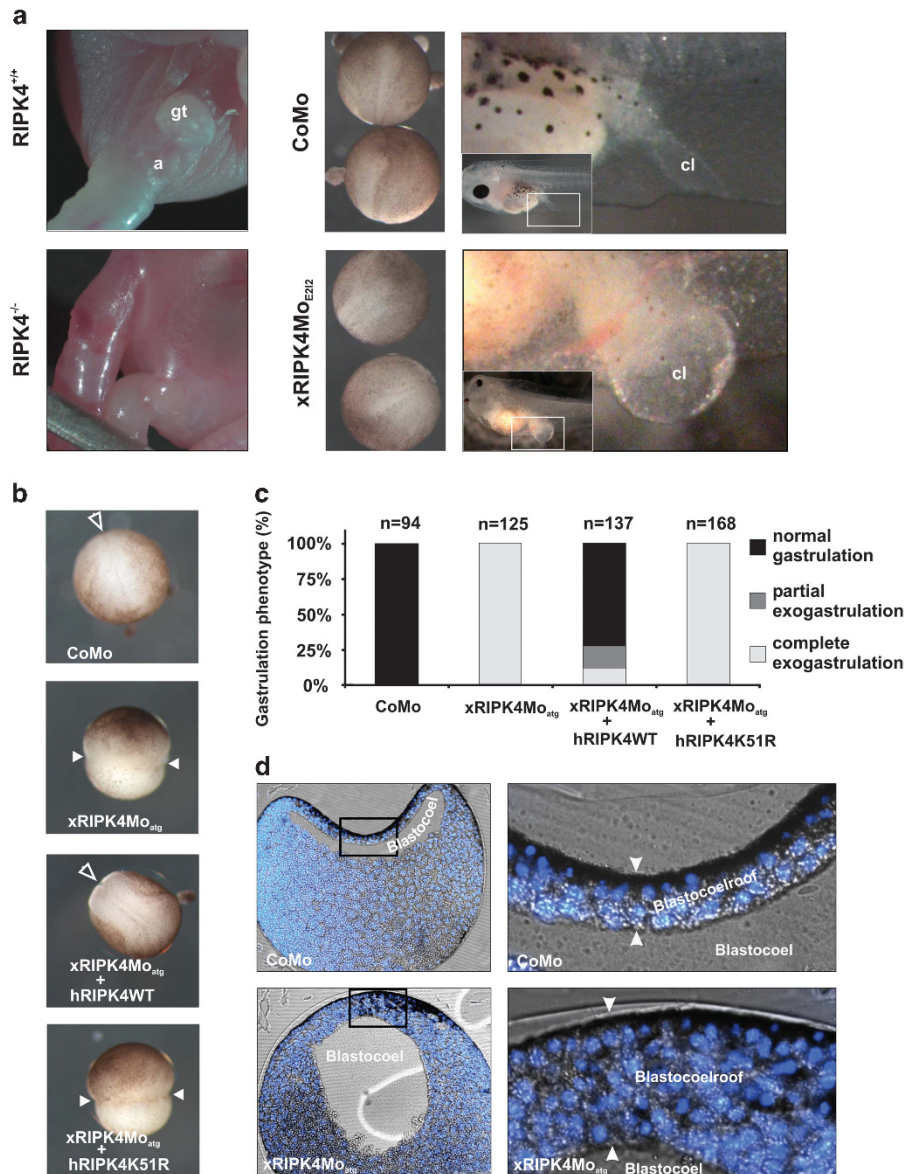 a
RIPK4+/+
gt
a
CoMo
cl
RIPK4-/-
xRIPK4MoE2I2
cl
b
CoMo
xRIPK4Moatg
xRIPK4Moatg
+
hRIPK4WT
xRIPK4Moatg
+
hRIPK4K51R
c
n=94 n=125 n=137 n=168
Gastrulation phenotype (%)
100%
75%
50%
25%
0%
CoMo xRIPK4Moatg xRIPK4Moatg xRIPK4Moatg
+ +
hRIPK4WT hRIPK4K51R
normal
gastrulation
partial
exogastrulation
complete
exogastrulation
d
Blastocoel
CoMo
Blastocoelroof
Blastocoel
CoMo
Blastocoel
xRIPK4Moatg
Blastocoelroof
xRIPK4Moatg Blastocoel